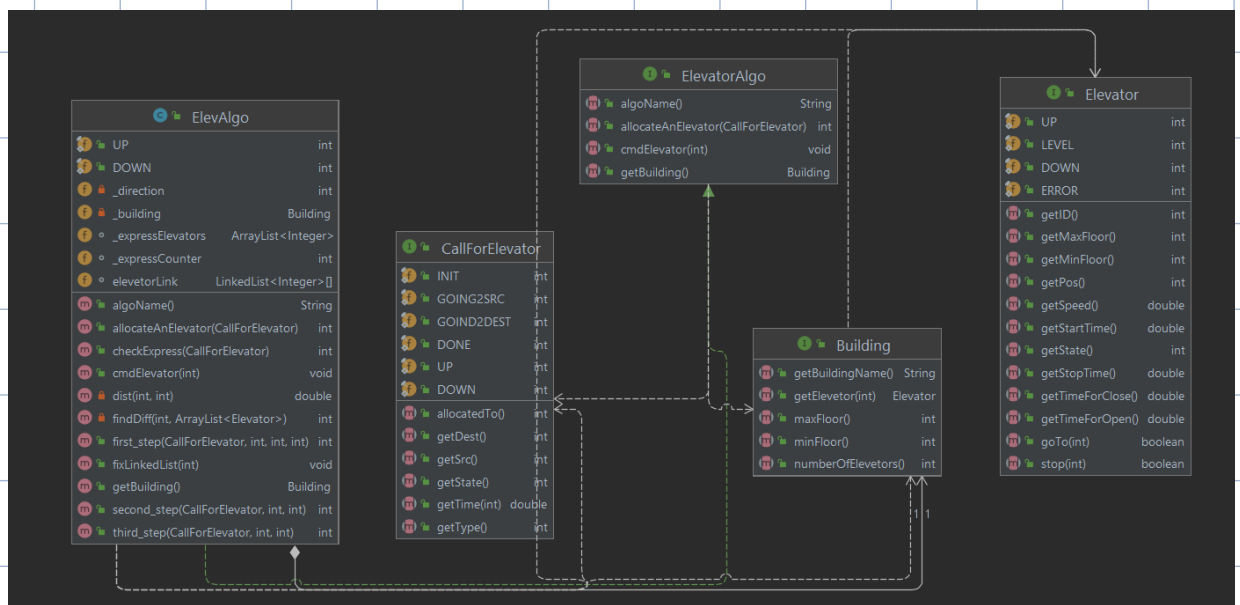 ElevAlgo
UP int
DOWN int
_direction int
_building Building
_expressElevators ArrayList<Integer>
_expressCounter int
elevetorLink LinkedList<Integer>[]
algoName() String
allocateAnElevator(CallForElevator) int
checkExpress(CallForElevator) int
cmdElevator(int) void
dist(int, int) double
findDiff(int, ArrayList<Elevator>) int
first_step(CallForElevator, int, int, int) int
fixLinkedList(int) void
getBuilding() Building
second_step(CallForElevator, int, int) int
third_step(CallForElevator, int, int) int
CallForElevator
INIT int
GOING2SRC int
GOIND2DEST int
DONE int
UP int
DOWN int
allocatedTo() int
getDest() int
getSrc() int
getState() int
getTime(int) double
getType() int
ElevatorAlgo
algoName() String
allocateAnElevator(CallForElevator) int
cmdElevator(int) void
getBuilding() Building
Building
getBuildingName() String
getElevetor(int) Elevator
maxFloor() int
minFloor() int
numberOfElevetors() int
1 1
Elevator
UP int
LEVEL int
DOWN int
ERROR int
getID() int
getMaxFloor() int
getMinFloor() int
getPos() int
getSpeed() double
getStartTime() double
getState() int
getStopTime() double
getTimeForClose() double
getTimeForOpen() double
goTo(int) boolean
stop(int) boolean